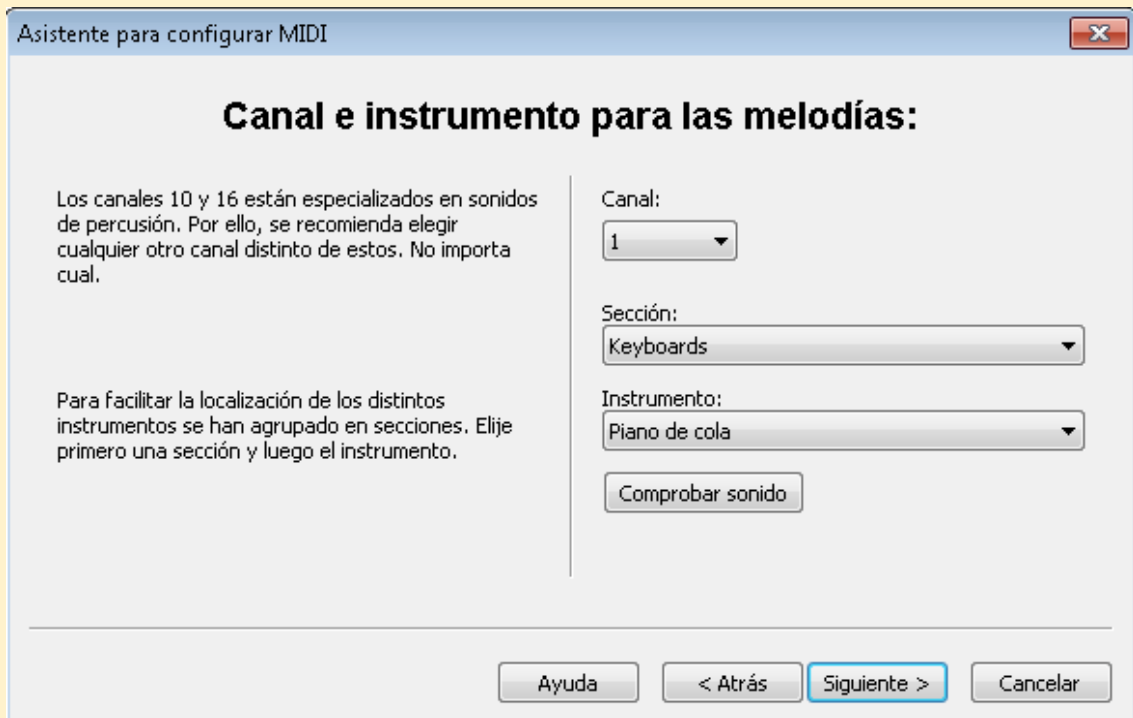 Asistente para configurar MIDI
Canal e instrumento para las melodías:
Los canales 10 y 16 están especializados en sonidos
de percusión. Por ello, se recomienda elegir
cualquier otro canal distinto de estos. No importa
cual.
Canal:
1
Sección:
Keyboards
Para facilitar la localización de los distintos
instrumentos se han agrupado en secciones. Elije
primero una sección y luego el instrumento.
Instrumento:
Piano de cola
Comprobar sonido
Ayuda
< Atrás
Siguiente >
Cancelar